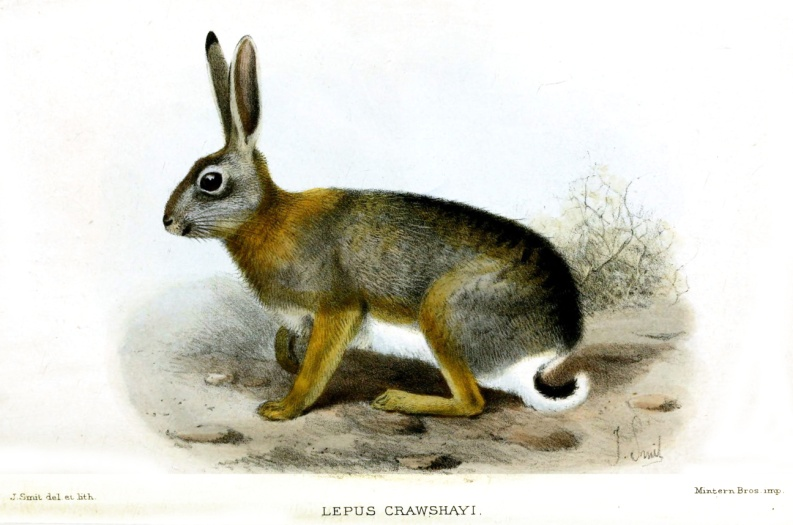 J. Smit
J. Smit del et lith.
Mintern Bros. imp.
LEPUS CRAWSHAYI.